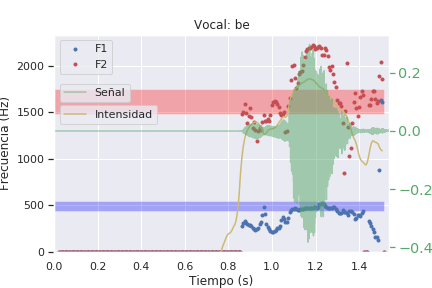 Vocal: be
F1
F2
Señal
Intensidad
Frecuencia (Hz)
2000
1500
1000
500
0
0.2
0.0
−0.2
−0.4
0.0 0.2 0.4 0.6 0.8 1.0 1.2 1.4
Tiempo (s)